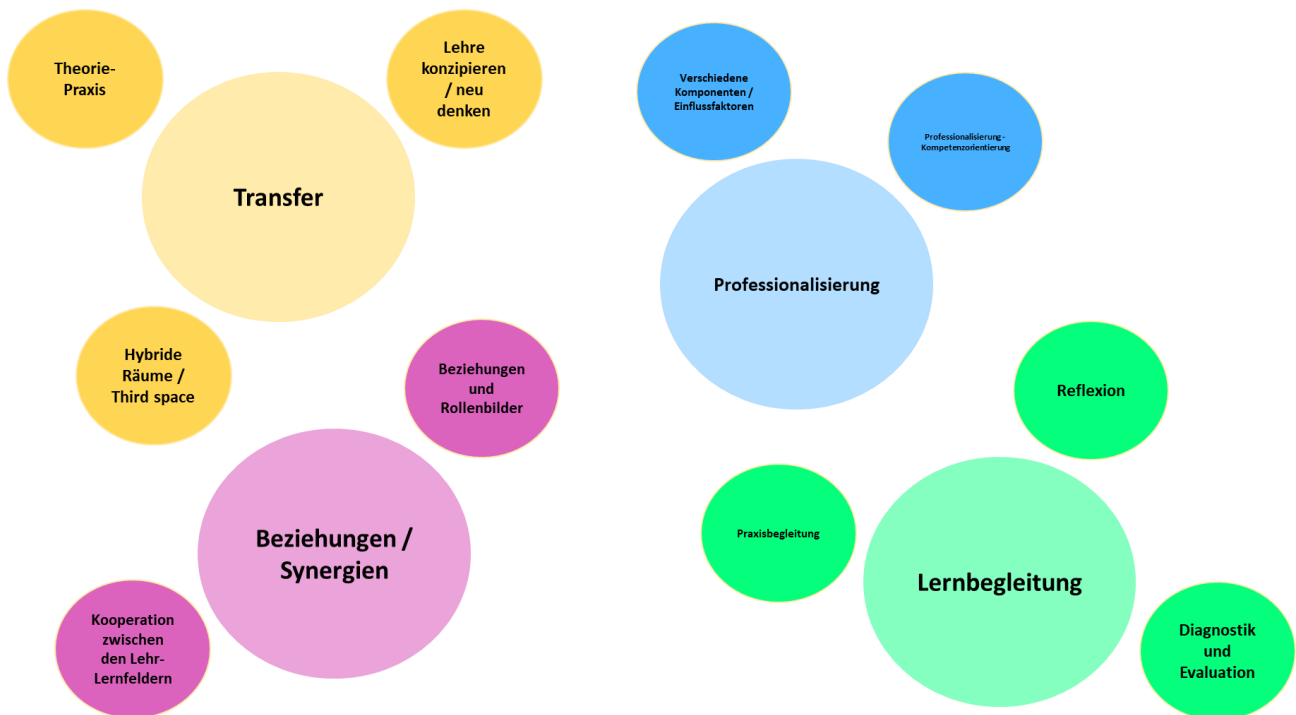 Theorie-
Praxis
Lehre
konzipieren
/ neu
denken
Transfer
Hybride
Räume /
Third space
Beziehungen
und
Rollenbilder
Beziehungen /
Synergien
Kooperation
zwischen
den Lehr-
Lernfeldern
Verschiedene
Komponenten /
Einflussfaktoren
Professionalisierung -
Kompetenzorientierung
Professionalisierung
Reflexion
Praxisbegleitung
Lernbegleitung
Diagnostik
und
Evaluation